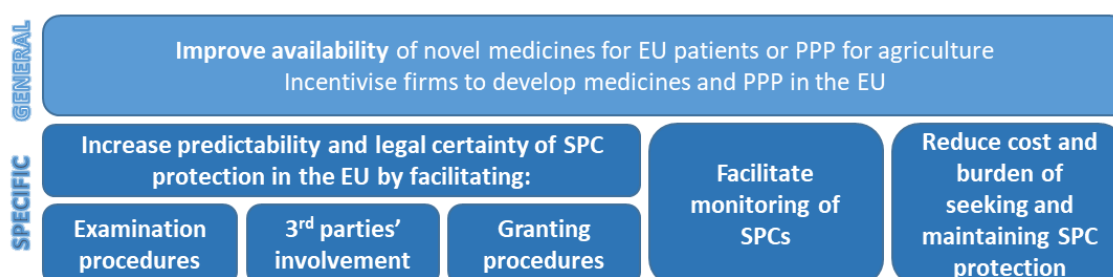 GENERAL
Improve availability of novel medicines for EU patients or PPP for agriculture
Incentivise firms to develop medicines and PPP in the EU
SPECIFIC
Increase predictability and legal certainty of SPC
protection in the EU by facilitating:
Examination
procedures
3rd parties’
involvement
Granting
procedures
Facilitate
monitoring of
SPCs
Reduce cost and
burden of
seeking and
maintaining SPC
protection